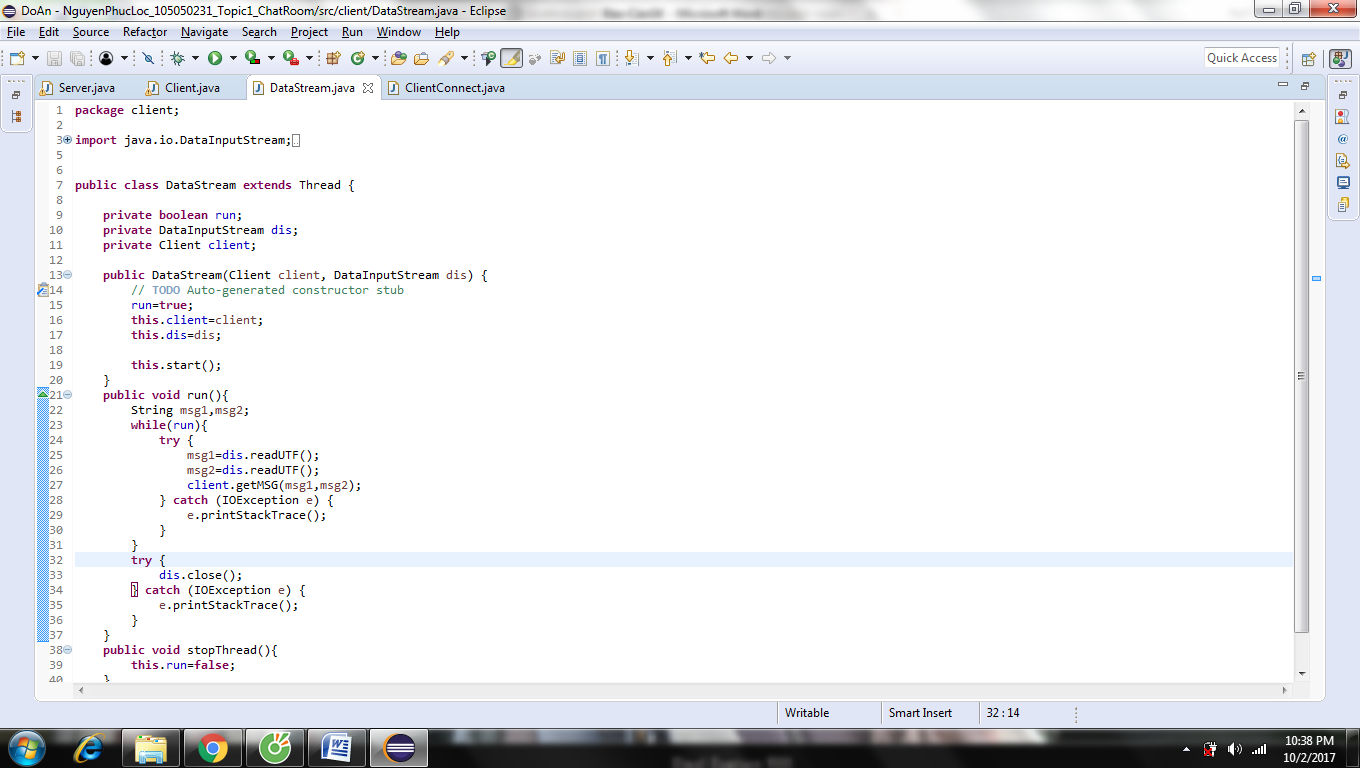 DoAn - NguyenPhucLoc_105050231_Topic1_ChatRoom/src/client/DataStream.java - Eclipse
File Edit Source Refactor Navigate Search Project Run Window Help
Quick Access
Server.java Client.java DataStream.java ClientConnect.java
1 package client;
2
3 import java.io.DataInputStream;
5
6
7 public class DataStream extends Thread {
8
9 private boolean run;
10 private DataInputStream dis;
11 private Client client;
12
13 public DataStream(Client client, DataInputStream dis) {
14 // TODO Auto-generated constructor stub
15 run=true;
16 this.client=client;
17 this.dis=dis;
18
19 this.start();
20 }
21 public void run(){
22 String msg1,msg2;
23 while(run){
24 try {
25 msg1=dis.readUTF();
26 msg2=dis.readUTF();
27 client.getMSG(msg1,msg2);
28 } catch (IOException e) {
29 e.printStackTrace();
30 }
31 }
32 try {
33 dis.close();
34 } catch (IOException e) {
35 e.printStackTrace();
36 }
37 }
38 public void stopThread(){
39 this.run=false;
40 }
Writable Smart Insert 32 : 14
10:38 PM
10/2/2017